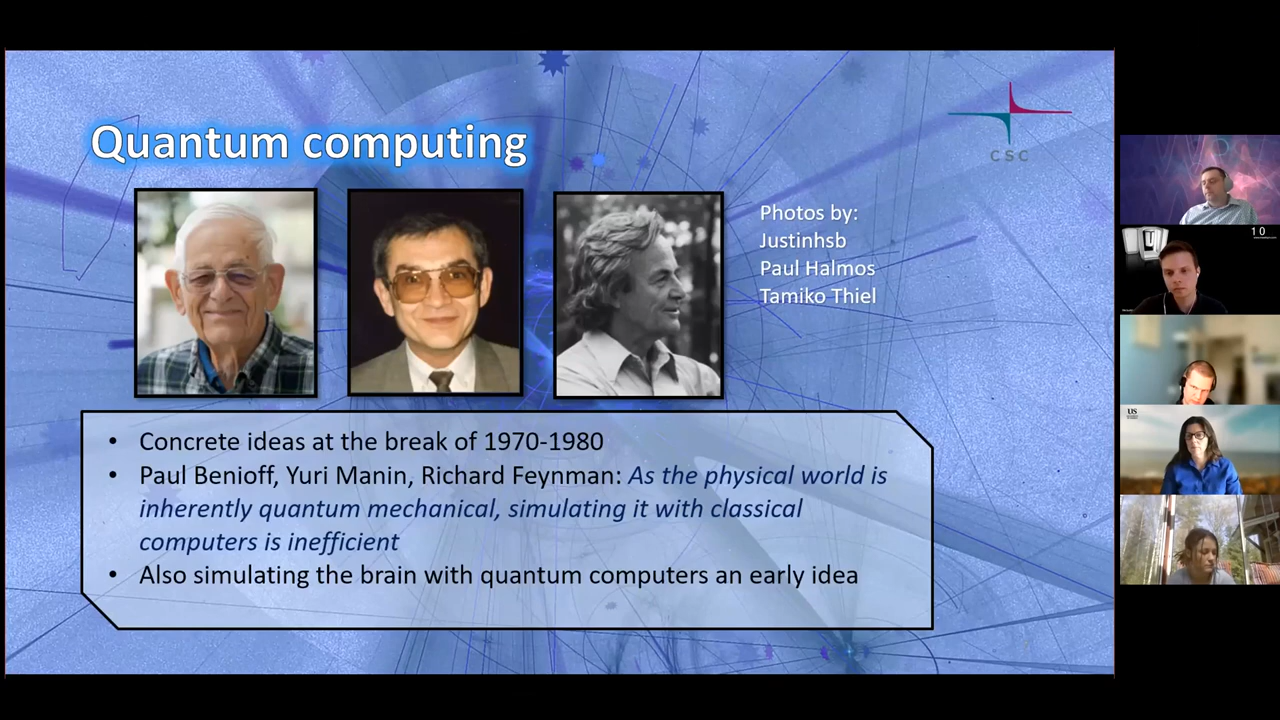 Quantum computing
CSC
Photos by:
Justinhsb
Paul Halmos
Tamiko Thiel
• Concrete ideas at the break of 1970-1980
• Paul Benioff, Yuri Manin, Richard Feynman: As the physical world is
inherently quantum mechanical, simulating it with classical
computers is inefficient
• Also simulating the brain with quantum computers an early idea
10
US